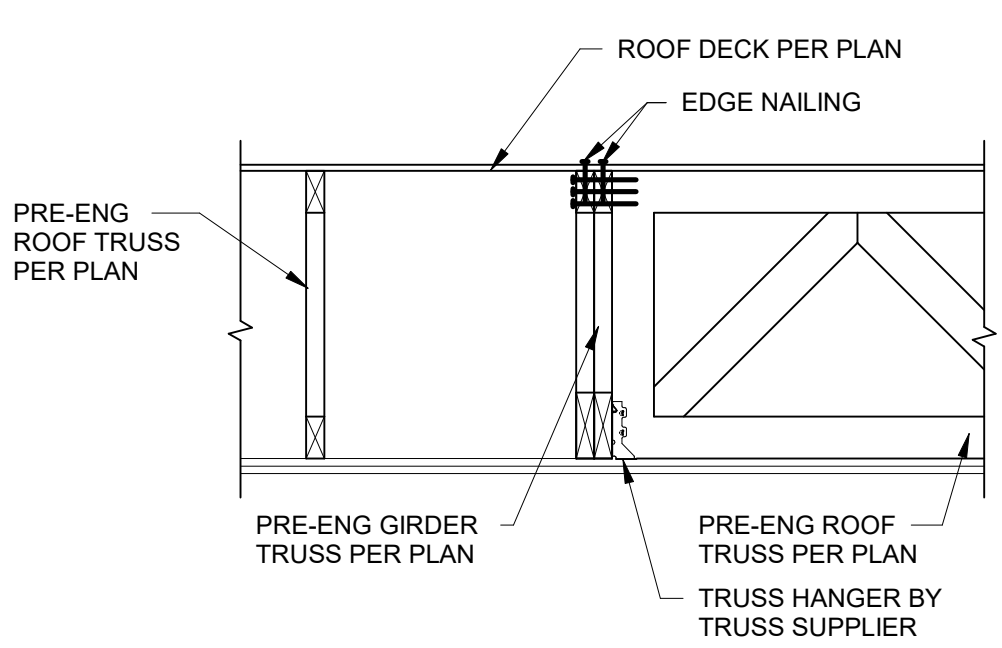 ROOF DECK PER PLAN
EDGE NAILING
PRE-ENG
ROOF TRUSS
PER PLAN
PRE-ENG GIRDER
TRUSS PER PLAN
PRE-ENG ROOF
TRUSS PER PLAN
TRUSS HANGER BY
TRUSS SUPPLIER